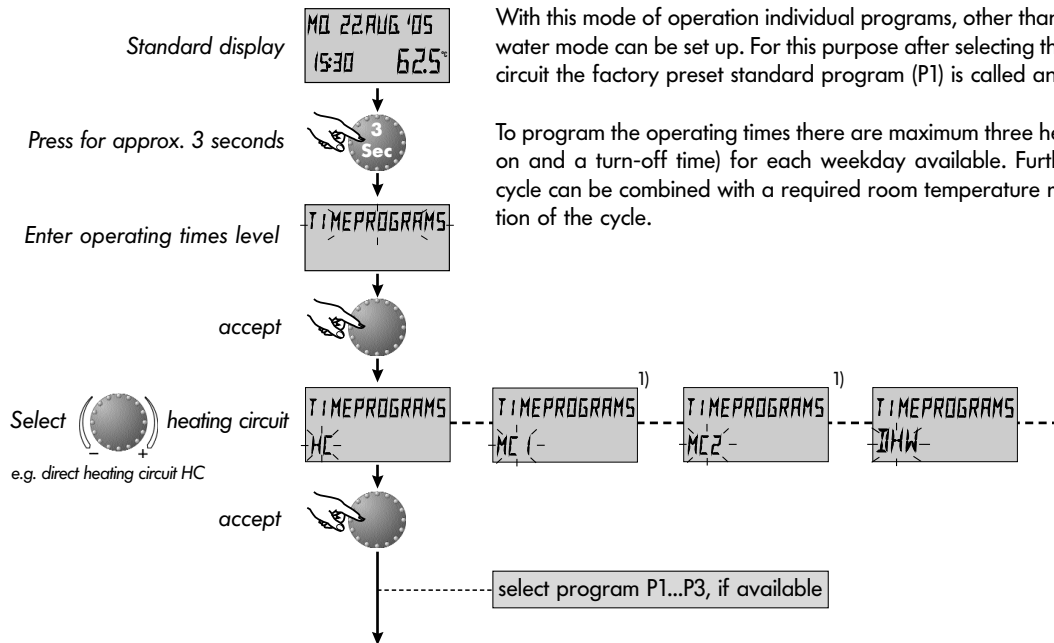 MO 22.AUG. '05
15:30 62.5°
Standard display
With this mode of operation individual programs, other than
water mode can be set up. For this purpose after selecting th
circuit the factory preset standard program (P1) is called an
Press for approx. 3 seconds
3
Sec
To program the operating times there are maximum three he
on and a turn-off time) for each weekday available. Furth
cycle can be combined with a required room temperature r
tion of the cycle.
Enter operating times level
TIMEPROGRAMS
accept
Select heating circuit
- +
e.g. direct heating circuit HC
TIMEPROGRAMS
HC
1)
TIMEPROGRAMS
MC1
1)
TIMEPROGRAMS
MC2
TIMEPROGRAMS
DHW
accept
select program P1...P3, if available